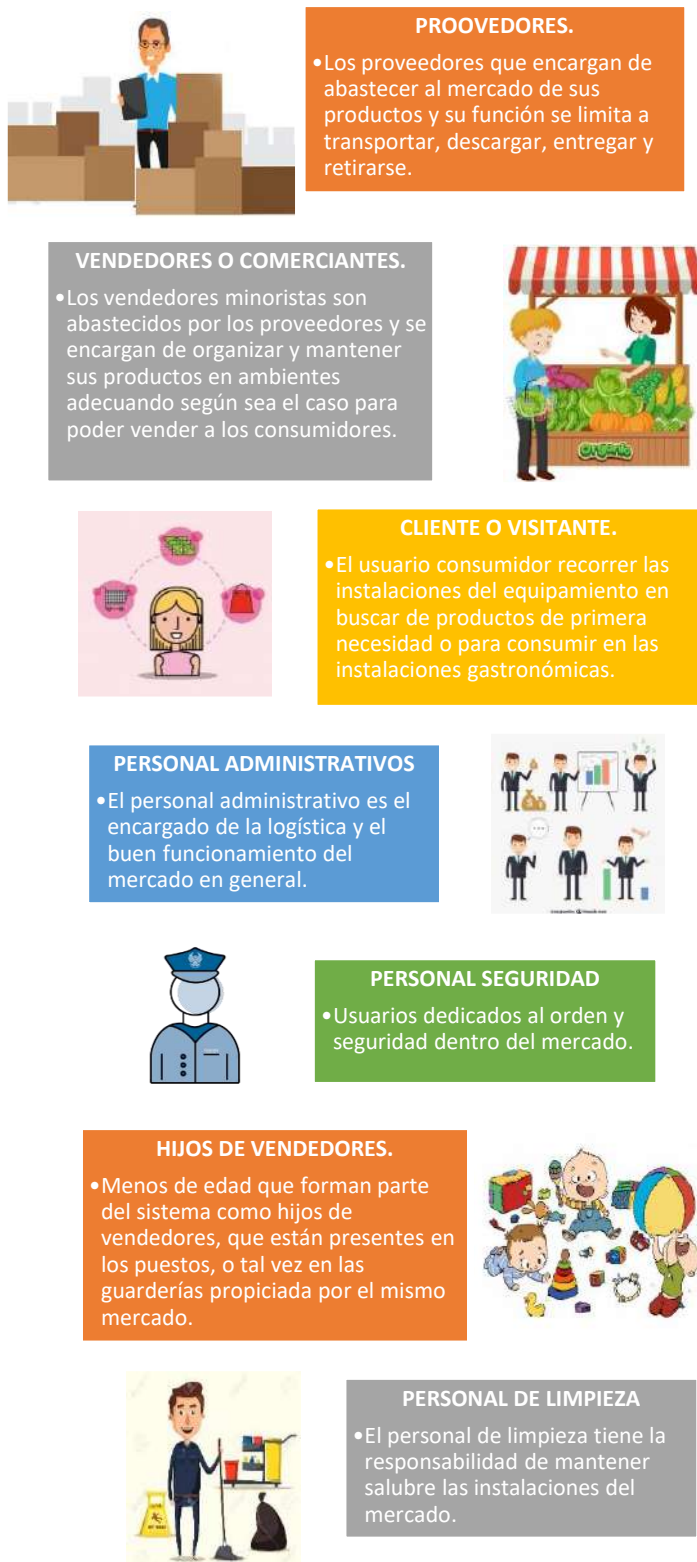 PROOVEDORES.
•Los proveedores que encargan de
abastecer al mercado de sus
productos y su función se limita a
transportar, descargar, entregar y
retirarse.
VENDEDORES O COMERCIANTES.
•Los vendedores minoristas son
abastecidos por los proveedores y se
encargan de organizar y mantener
sus productos en ambientes
adecuando según sea el caso para
poder vender a los consumidores.
organic
CLIENTE O VISITANTE.
•El usuario consumidor recorrer las
instalaciones del equipamiento en
buscar de productos de primera
necesidad o para consumir en las
instalaciones gastronómicas.
PERSONAL ADMINISTRATIVOS
•El personal administrativo es el
encargado de la logística y el
buen funcionamiento del
mercado en general.
PERSONAL SEGURIDAD
•Usuarios dedicados al orden y
seguridad dentro del mercado.
HIJOS DE VENDEDORES.
•Menos de edad que forman parte
del sistema como hijos de
vendedores, que están presentes en
los puestos, o tal vez en las
guarderías propiciada por el mismo
mercado.
PERSONAL DE LIMPIEZA
•El personal de limpieza tiene la
responsabilidad de mantener
salubre las instalaciones del
mercado.